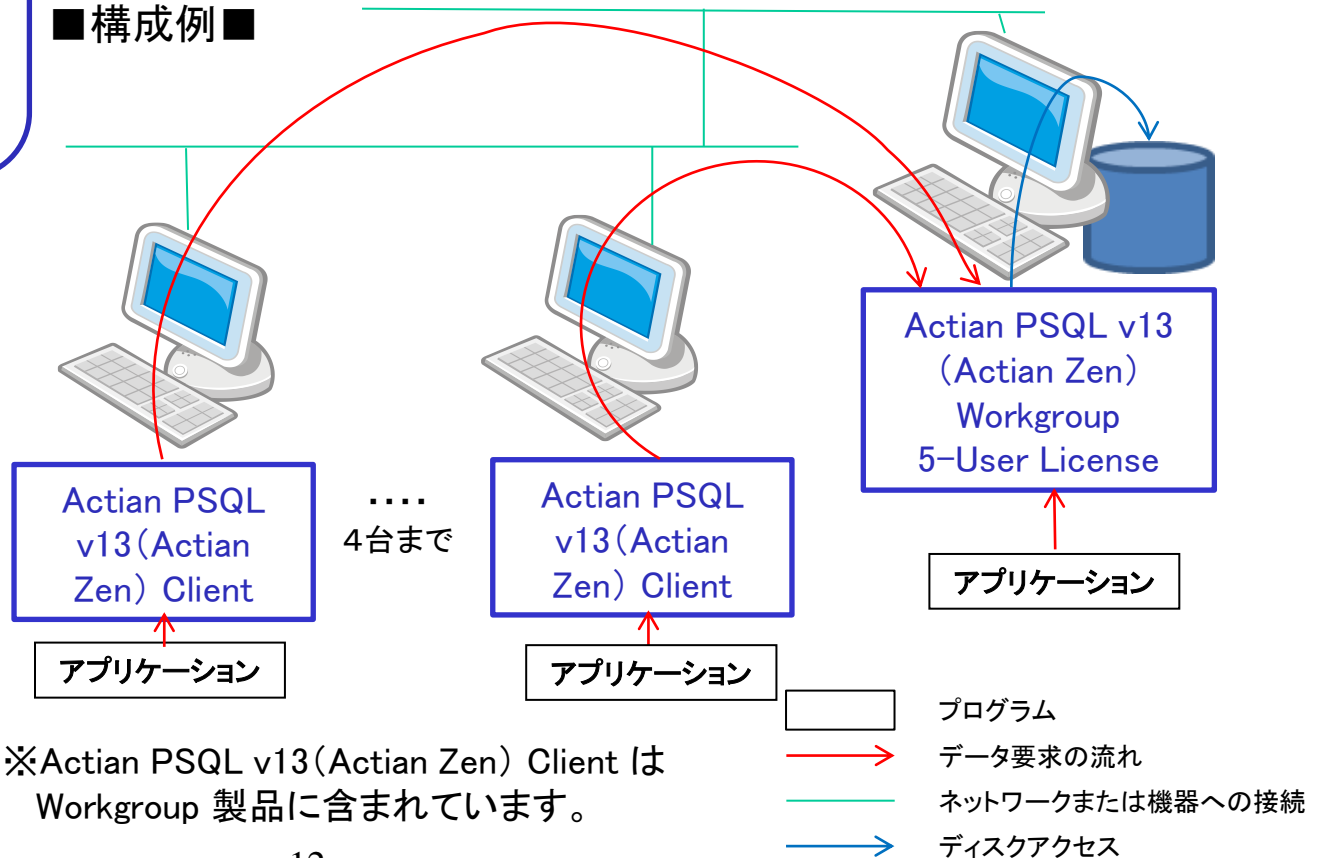 ■構成例■
Actian PSQL v13
（Actian Zen）
Workgroup
5-User License
Actian PSQL
v13（Actian
Zen）Client
‥‥
４台まで
Actian PSQL
v13（Actian
Zen）Client
アプリケーション
アプリケーション
アプリケーション
プログラム
データ要求の流れ
ネットワークまたは機器への接続
ディスクアクセス
※Actian PSQL v13（Actian Zen）Client は
Workgroup 製品に含まれています。